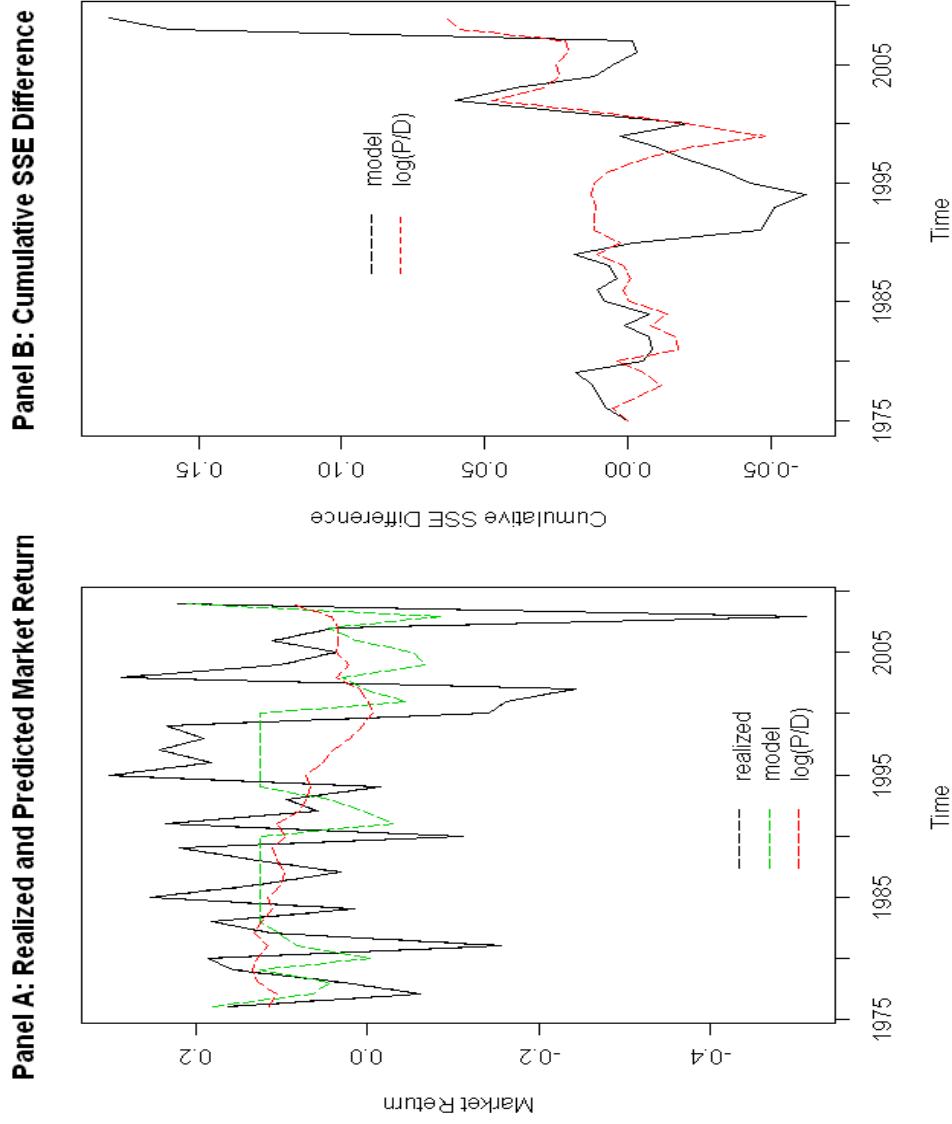 Panel A: Realized and Predicted Market Return
Market Return
0.2
0.0
-0.2
-0.4
1975
1985
1995
2005
Time
realized
model
log(P/D)
Panel B: Cumulative SSE Difference
Cumulative SSE Difference
0.15
0.10
0.05
0.00
-0.05
1975
1985
1995
2005
Time
model
log(P/D)